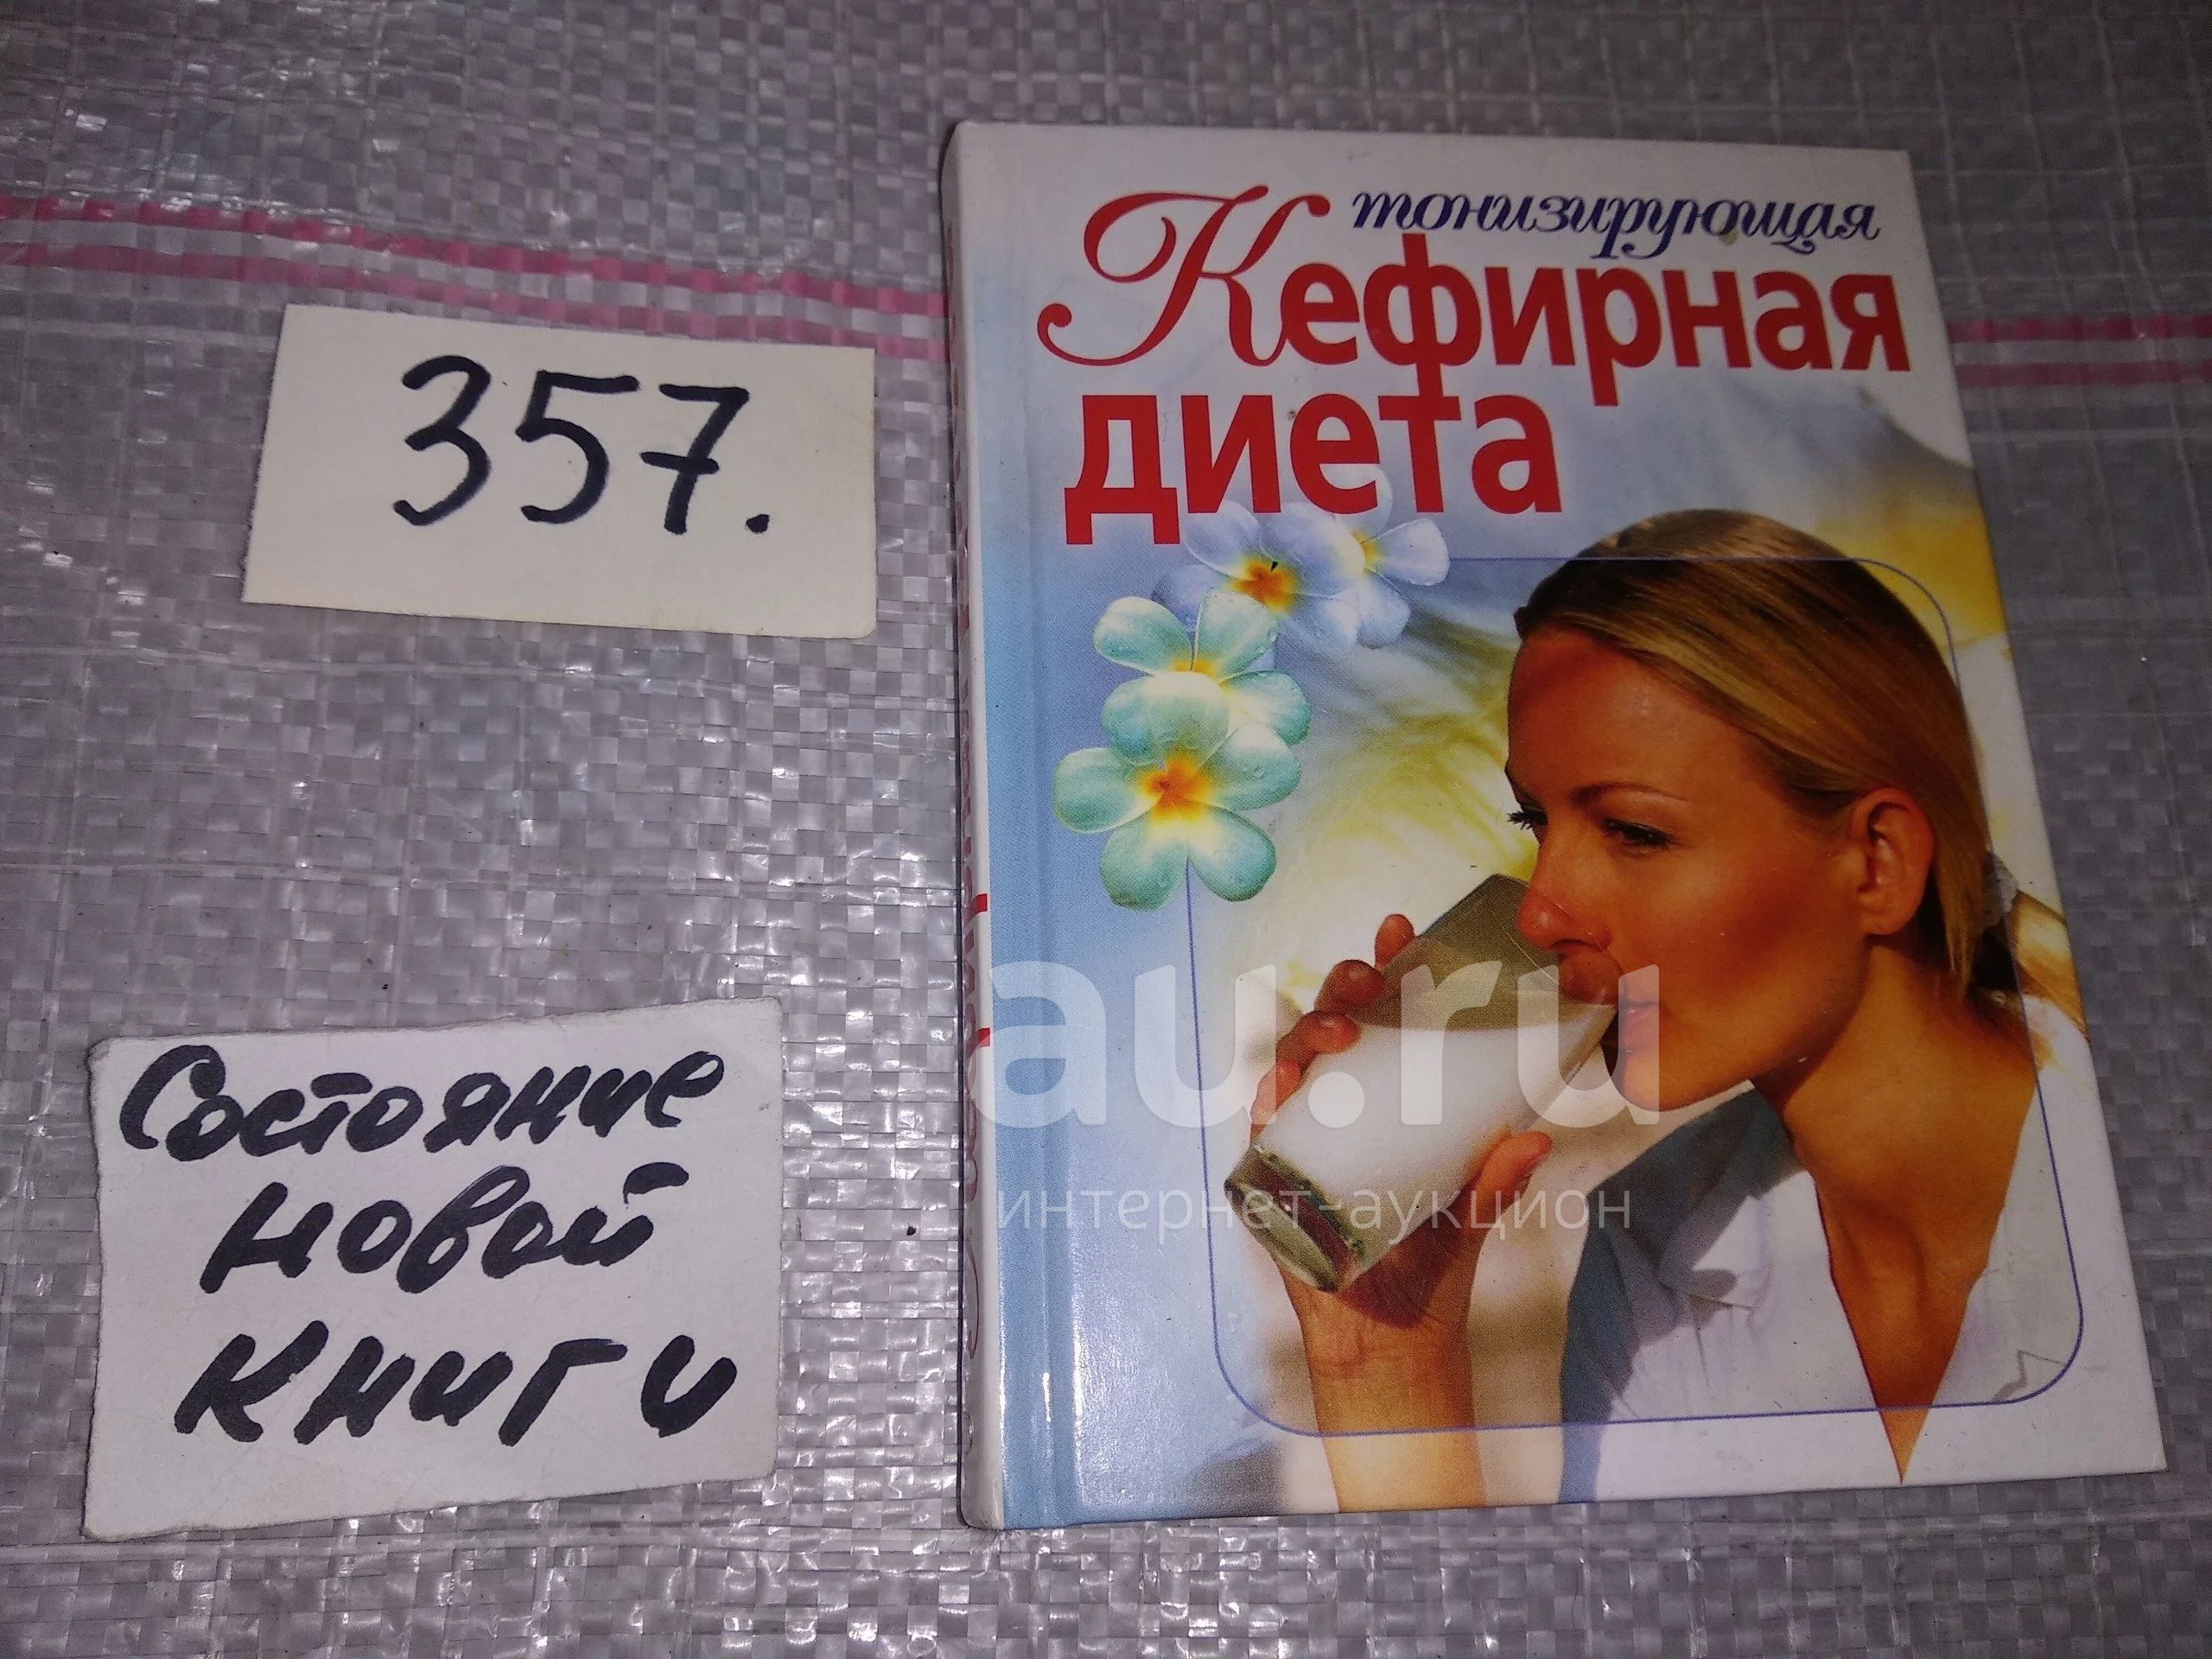 тонизирующая
Кефирная
диета
357.
Состояние
новой
книги
au.ru
интернет-аукцион